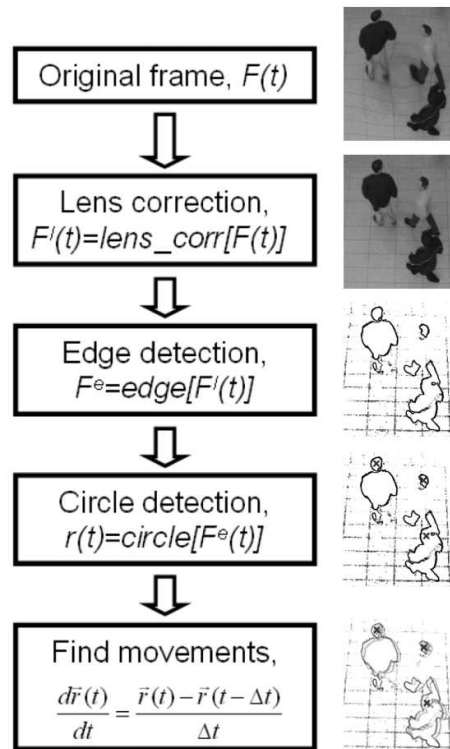 Original frame, F(t)
Lens correction,
Fˡ(t)=lens_corr[F(t)]
Edge detection,
Fᵉ=edge[Fˡ(t)]
Circle detection,
r(t)=circle[Fᵉ(t)]
Find movements,
dr⃗(t)/dt = (r⃗(t)−r⃗(t−Δt))/Δt